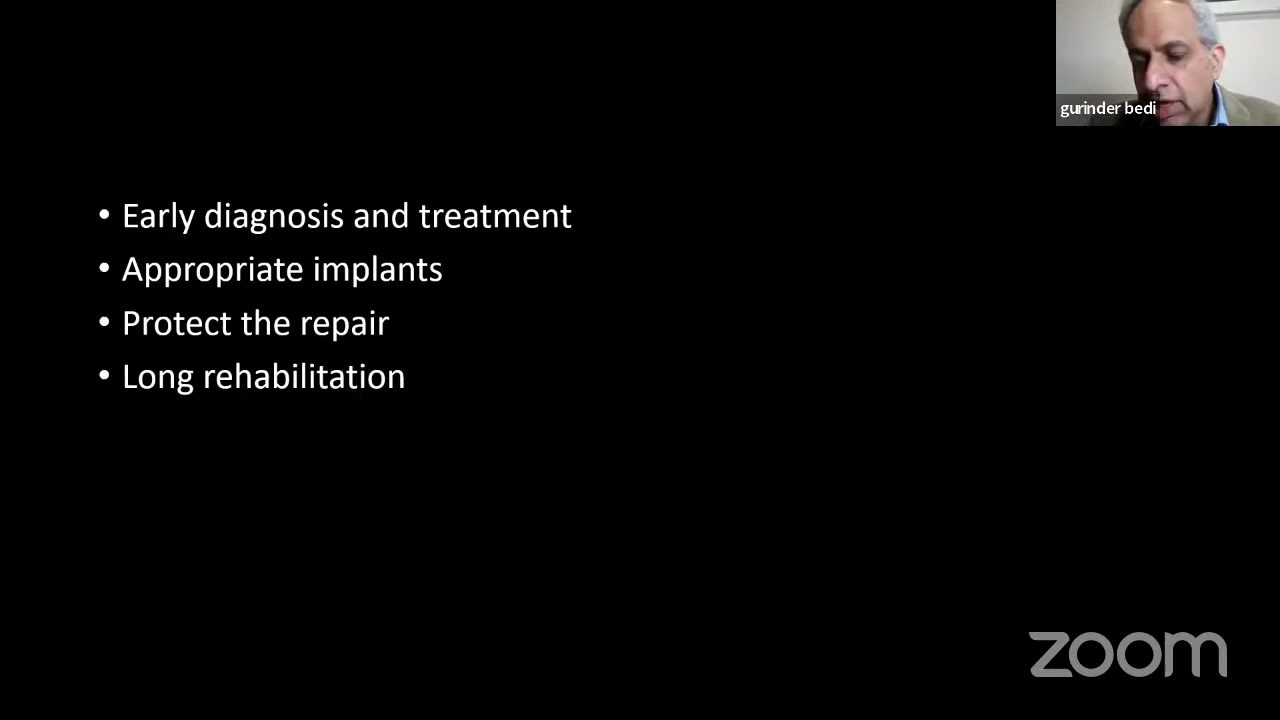 gurinder bedi
• Early diagnosis and treatment
• Appropriate implants
• Protect the repair
• Long rehabilitation
zoom